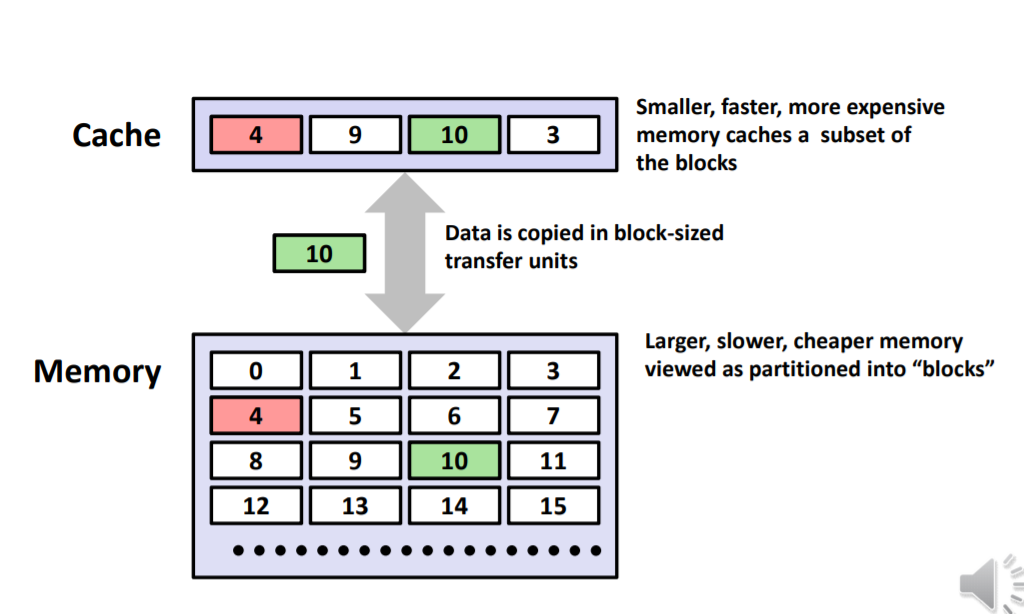 Cache
4 9 10 3
Smaller, faster, more expensive
memory caches a subset of
the blocks
10
Data is copied in block-sized
transfer units
Memory
0 1 2 3
4 5 6 7
8 9 10 11
12 13 14 15
Larger, slower, cheaper memory
viewed as partitioned into “blocks”